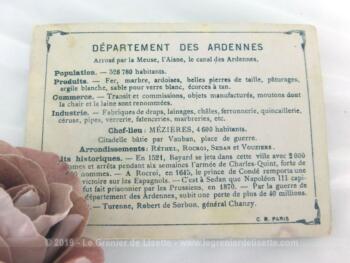 DÉPARTEMENT DES ARDENNES
Arrosé par la Meuse, l'Aisne, le canal des Ardennes.
Population. — 326 780 habitants.
Produits. — Fer, marbre, ardoises, belles pierres de taille, pâturages,
argile blanche, sable pour verre blanc, écorces à tan.
Commerce. — Transit et commissions, objets manufacturés, moutons dont
la chair et la laine sont renommées.
Industrie. — Fabriques de draps, lainages, châles, ferronnerie, quincaillerie,
céruse, pipes, verrerie, faïenceries, marbreries, etc.
Chef-lieu : MÉZIÈRES, 4 600 habitants.
Citadelle bâtie par Vauban, place de guerre.
Arrondissements : RÉTHEL, ROCROI, SEDAN et VOUZIERS.
its historiques. — En 1521, Bayard se jeta dans cette ville avec 2 000
mmes et arrêta pendant six semaines l'armée de Charles-Quint, forte de
. — A Rocroi, en 1643, le prince de Condé remporta une
victoire sur les Espagnols. — C'est à Sedan que Napoléon III capi-
fut fait prisonnier par les Prussiens, en 1870. — Par la guerre de
département des Ardennes, subit une perte de plus de 40 millions.
— Turenne, Robert de Sorbon, général Chanzy.
C. B. PARIS
©2019 - Le Grenier de Lisette - www.legrenierdelisette.com